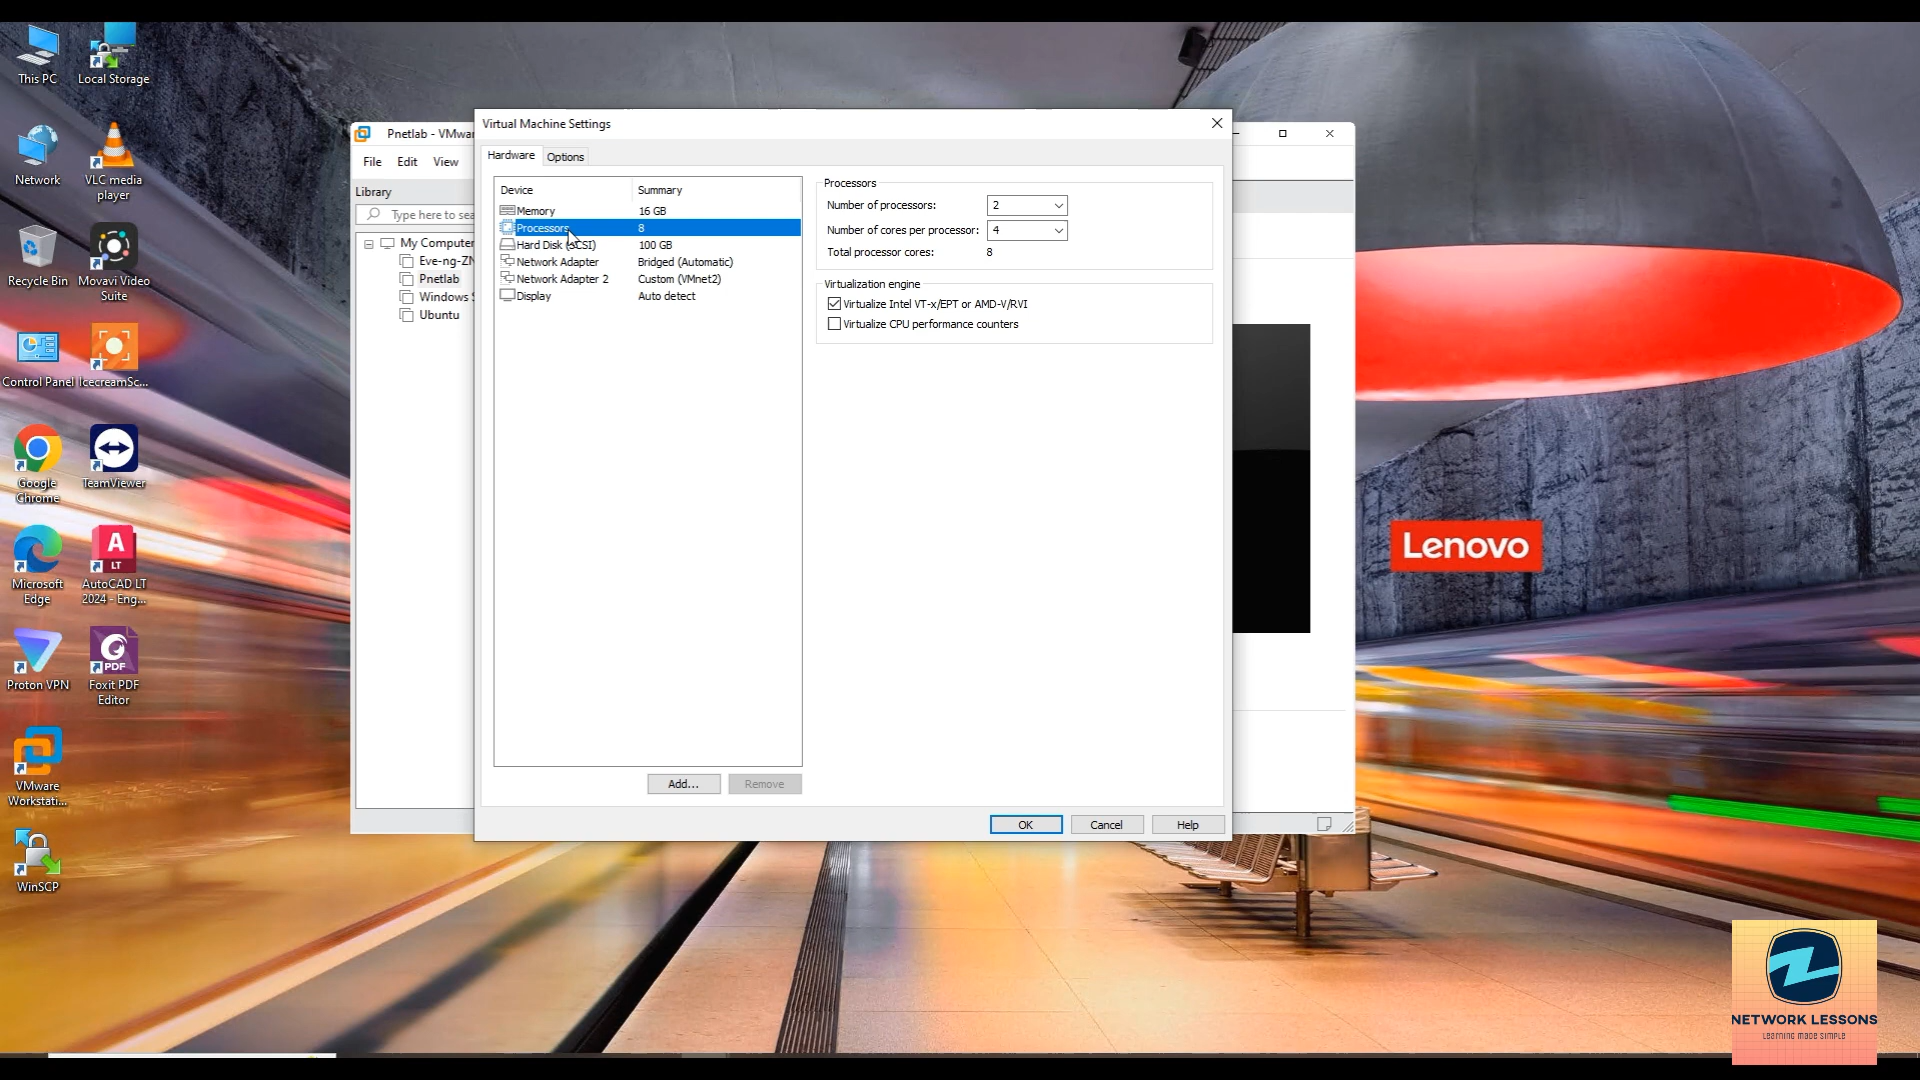 This PC
Local Storage
Network
VLC media
player
Recycle Bin
Movavi Video
Suite
Control Panel
IcecreamSc...
Google
Chrome
TeamViewer
Microsoft
Edge
AutoCAD LT
2024 - Eng...
Proton VPN
Foxit PDF
Editor
VMware
Workstati...
WinSCP
Pnetlab - VMwa
File
Edit
View
Library
Type here to sea
My Computer
Eve-ng-ZN
Pnetlab
Windows S
Ubuntu
Virtual Machine Settings
Hardware
Options
Device
Summary
Memory
16 GB
Processors
8
Hard Disk (SCSI)
100 GB
Network Adapter
Bridged (Automatic)
Network Adapter 2
Custom (VMnet2)
Display
Auto detect
Add...
Remove
Processors
Number of processors:
2
Number of cores per processor:
4
Total processor cores:
8
Virtualization engine
Virtualize Intel VT-x/EPT or AMD-V/RVI
Virtualize CPU performance counters
OK
Cancel
Help
Lenovo
NETWORK LESSONS
Learning made simple